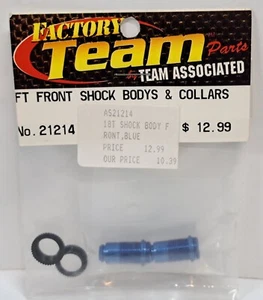 FACTORY
Team
Parts
by TEAM ASSOCIATED
FT FRONT SHOCK BODYS & COLLARS
No. 21214 $ 12.99
AS21214
18T SHOCK BODY F
RONT,BLUE
PRICE 12.99
OUR PRICE 10.39